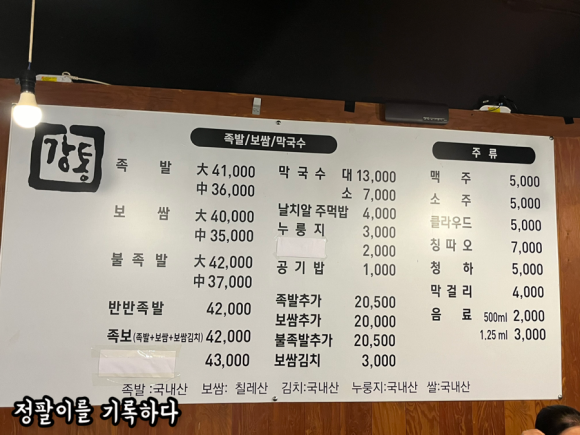 강동
족발/보쌈/막국수
족 발 大 41,000
中 36,000
보 쌈 大 40,000
中 35,000
불 족 발 大 42,000
中 37,000
반반족발 42,000
족보(족발+보쌈+보쌈김치) 42,000
43,000
막 국 수 대 13,000
소 7,000
날치알 주먹밥 4,000
누 룽 지 3,000
2,000
공 기 밥 1,000
족발추가 20,500
보쌈추가 20,000
불족발추가 20,500
보쌈김치 3,000
주 류
맥 주 5,000
소 주 5,000
클라우드 5,000
칭 따 오 7,000
청 하 5,000
막 걸 리 4,000
음 료 500ml 2,000
1.25 ml 3,000
족발 :국내산 보쌈: 칠레산 김치:국내산 누룽지:국내산 쌀:국내산
정팔이를 기록하다